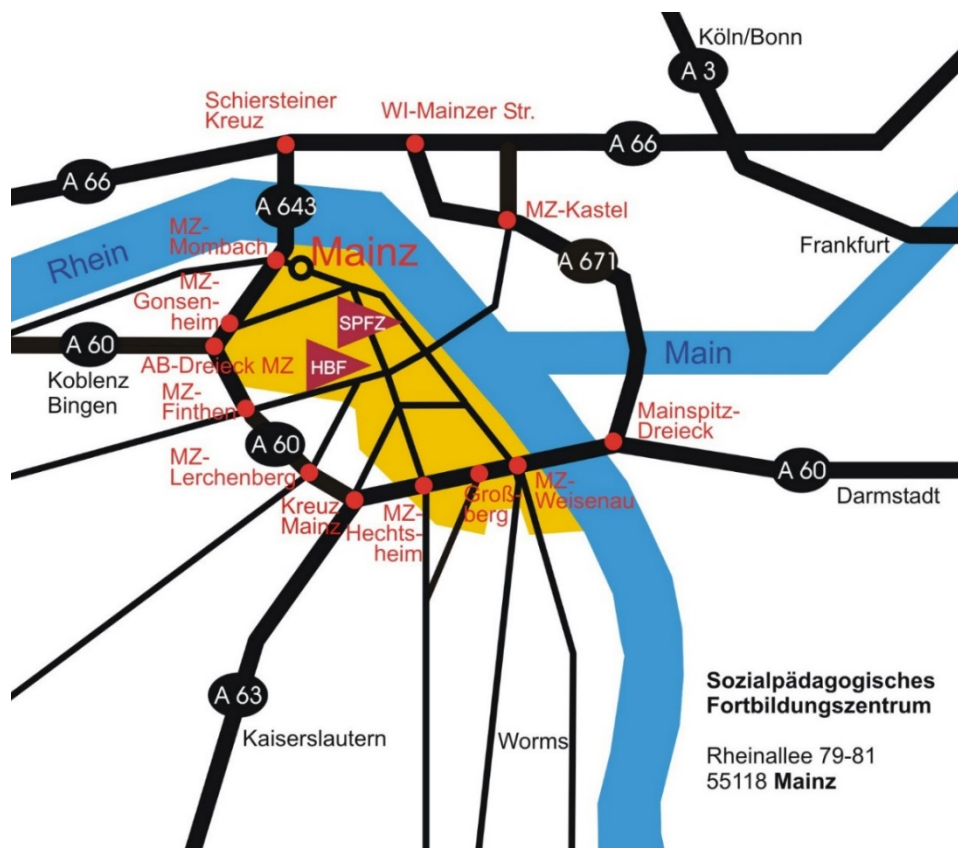 Köln/Bonn
A 3
Schiersteiner
Kreuz
WI-Mainzer Str.
A 66
A 66
A 643
MZ-Kastel
MZ-
Mombach
Mainz
Rhein
Frankfurt
A 671
MZ-
Gonsen-
heim
SPFZ
A 60
AB-Dreieck MZ
HBF
Main
Koblenz
Bingen
MZ-
Finthen
Mainspitz-
Dreieck
A 60
MZ-
Lerchenberg
A 60
Darmstadt
Kreuz
Mainz
MZ-
Hechts-
heim
Groß-
berg
MZ-
Weisenau
A 63
Kaiserslautern
Worms
Sozialpädagogisches
Fortbildungszentrum
Rheinallee 79-81
55118 Mainz